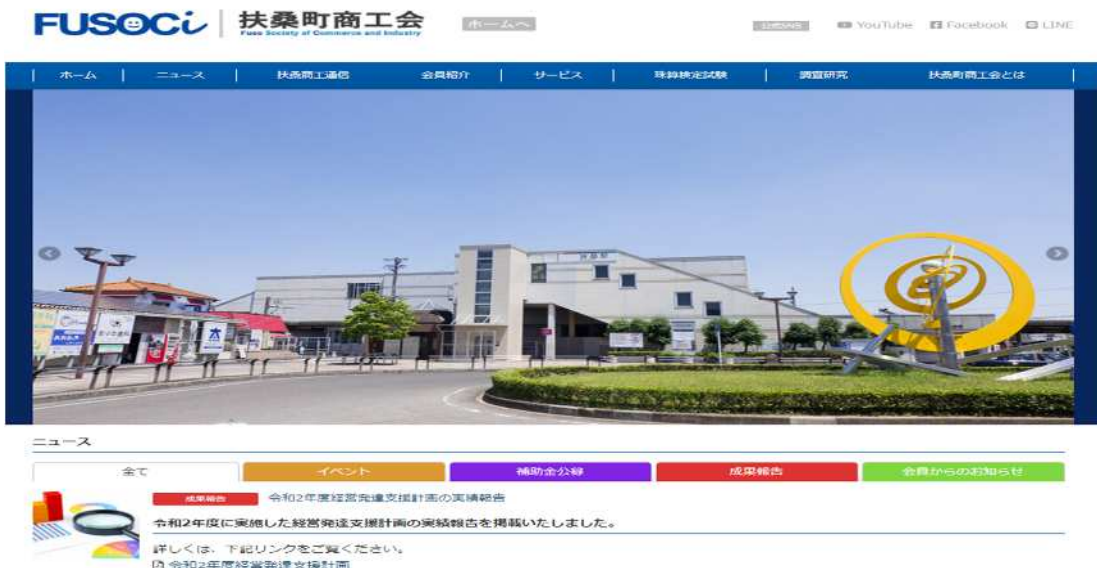 FUSOCi 扶桑町商工会 ホームへ 公式SNS YouTube Facebook LINE
Fuso Society of Commerce and Industry
ホーム ニュース 扶桑商工通信 会員紹介 サービス 珠算検定試験 調査研究 扶桑町商工会とは
扶桑駅
ニュース
全て イベント 補助金公募 成果報告 会員からのお知らせ
成果報告 令和2年度経営発達支援計画の実績報告
令和2年度に実施した経営発達支援計画の実績報告を掲載いたしました。
詳しくは、下記リンクをご覧ください。
令和2年度経営発達支援計画